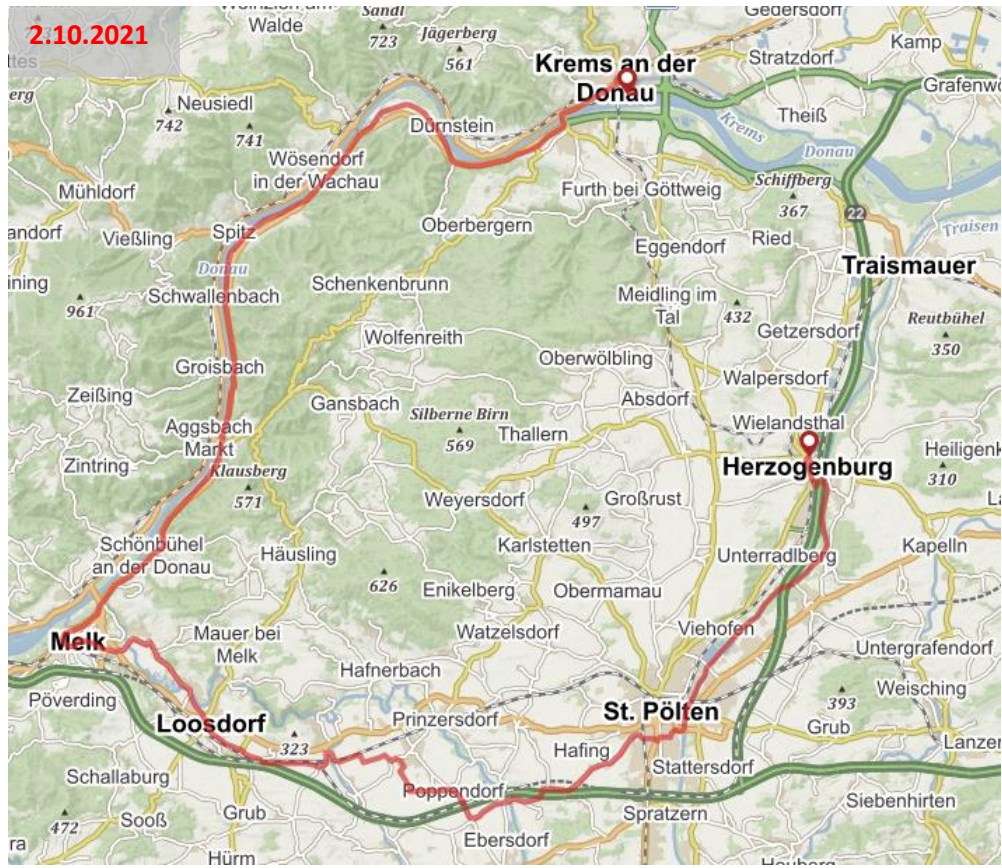 2.10.2021
Sandl
723
Jägerberg
561
Gedersdorf
Walde
Krems an der
Donau
Stratzdorf
Kamp
Theiß
Neusiedl
742
741
Dürnstein
Krems
Donau
Wösendorf
in der Wachau
Mühldorf
Furth bei Göttweig
Schiffberg
367
22
Vießling
Spitz
Oberbergern
Eggendorf
Ried
Traisen
Donau
Schwallenbach
961
Schenkenbrunn
Meidling im
Tal
432
Traismauer
Getzersdorf
Reutbühel
350
Wolfenreith
Oberwölbling
Groisbach
Zeißing
Gansbach
Absdorf
Walpersdorf
Silberne Birn
569
Thallern
Wielandsthal
Aggsbach
Markt
Zintring
Klausberg
571
Herzogenburg
310
Weyersdorf
Großrust
497
Schönbühel
an der Donau
Häusling
Karlstetten
Unterradlberg
Kapelln
626
Enikelberg
Obermamau
Melk
Mauer bei
Melk
Watzelsdorf
Viehofen
Untergrafendorf
Hafnerbach
Pöverding
Weisching
393
Loosdorf
323
Prinzersdorf
St. Pölten
Hafing
Grub
Schallaburg
Poppendorf
Stattersdorf
Grub
Sooß
472
Ebersdorf
Spratzern
Siebenhirten
Hürm